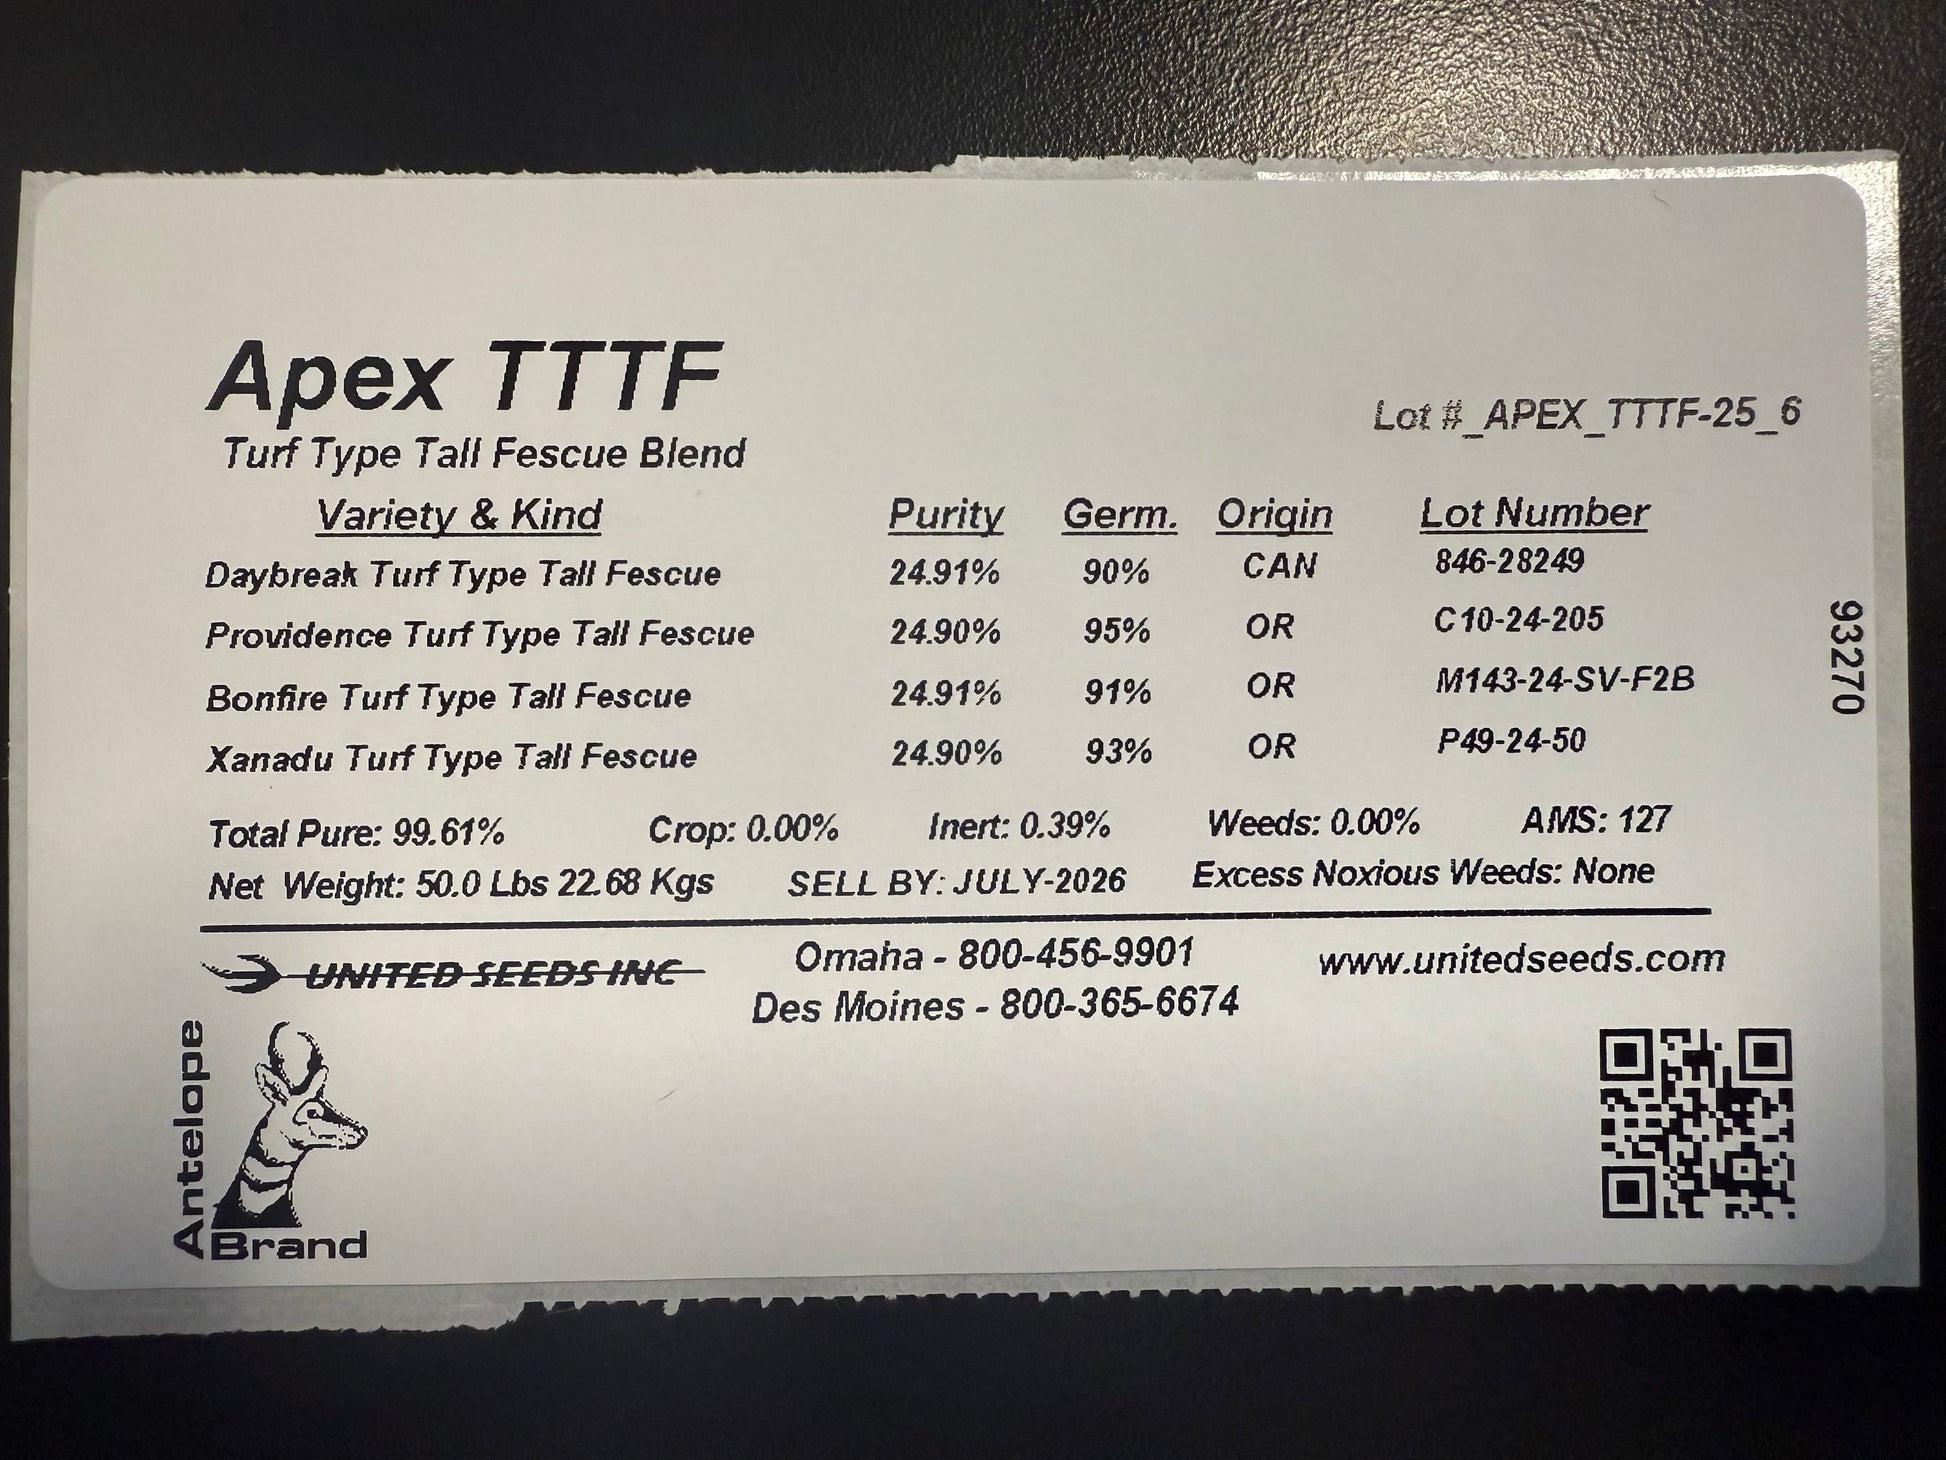 Apex TTTF
Lot #_APEX_TTTF-25_6
Turf Type Tall Fescue Blend
Variety & Kind Purity Germ. Origin Lot Number
Daybreak Turf Type Tall Fescue 24.91% 90% CAN 846-28249
Providence Turf Type Tall Fescue 24.90% 95% OR C10-24-205
Bonfire Turf Type Tall Fescue 24.91% 91% OR M143-24-SV-F2B
Xanadu Turf Type Tall Fescue 24.90% 93% OR P49-24-50
93270
Total Pure: 99.61% Crop: 0.00% Inert: 0.39% Weeds: 0.00% AMS: 127
Net Weight: 50.0 Lbs 22.68 Kgs SELL BY: JULY-2026 Excess Noxious Weeds: None
UNITED SEEDS INC Omaha - 800-456-9901 www.unitedseeds.com
Des Moines - 800-365-6674
Antelope
Brand